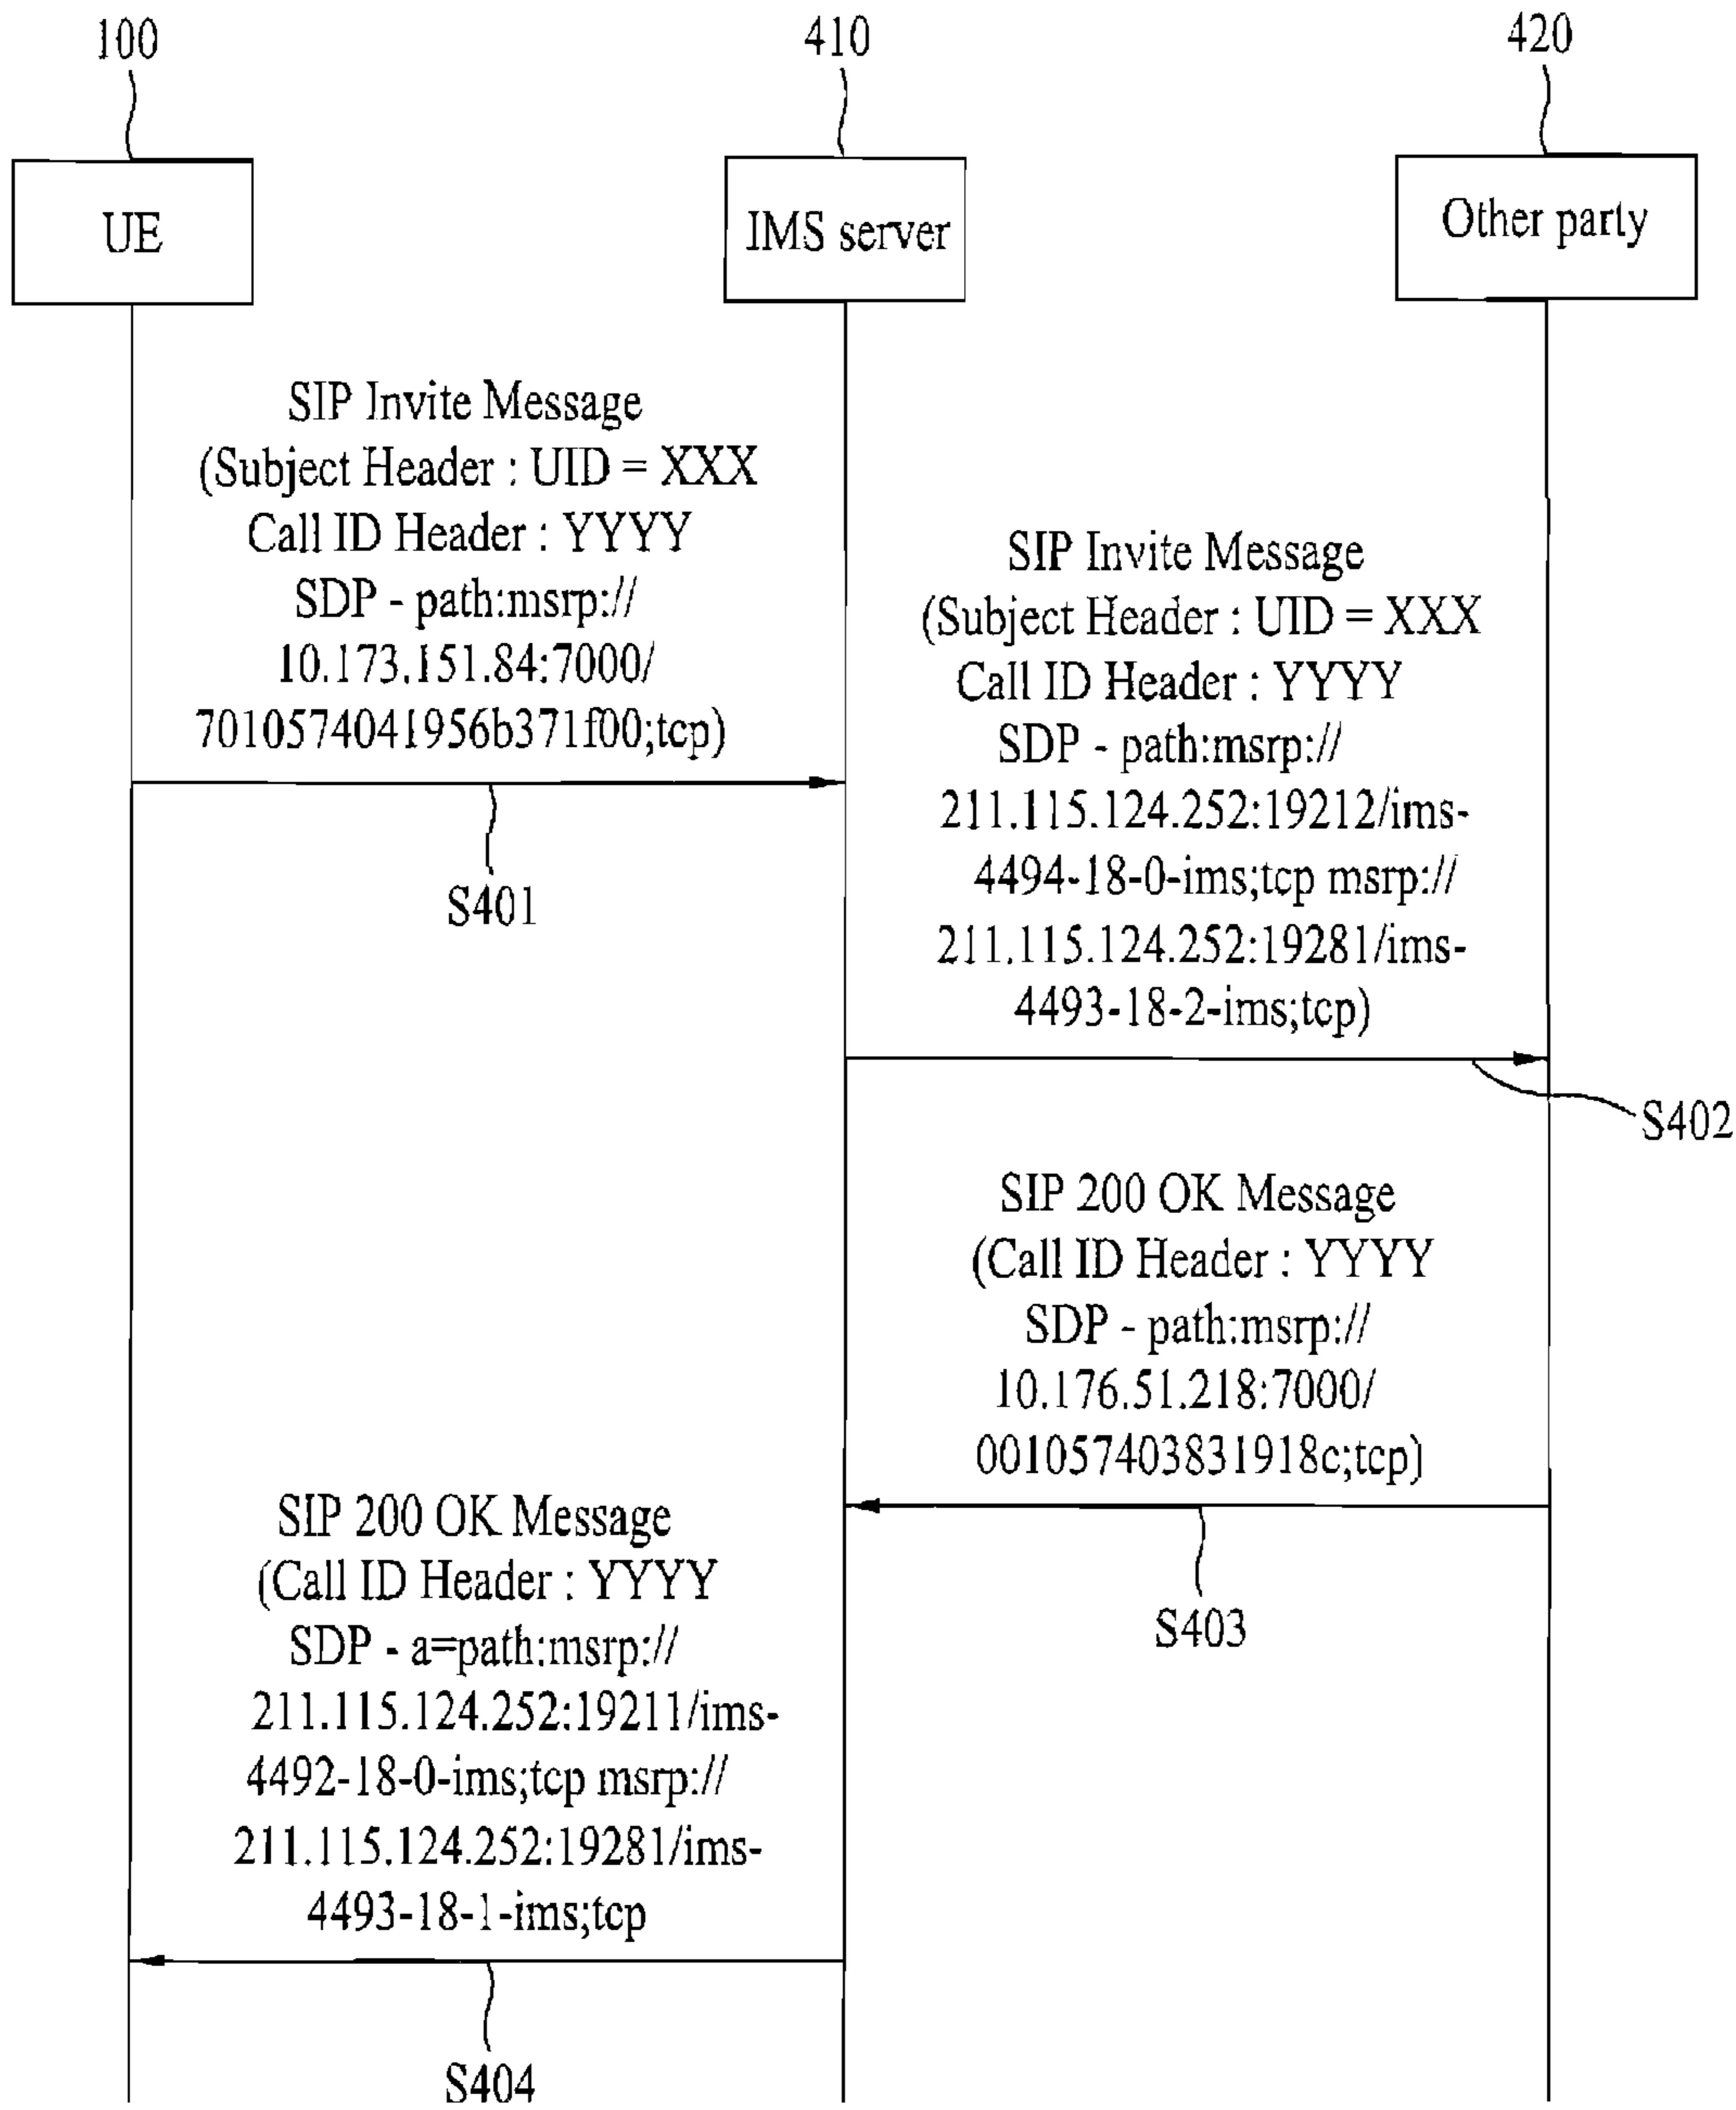 100
410
420
UE
IMS server
Other party
SIP Invite Message
(Subject Header : UID = XXX
Call ID Header : YYYY
SDP - path:msrp://
10.173.151.84:7000/
7010574041956b371f00;tcp)
S401
SIP Invite Message
(Subject Header : UID = XXX
Call ID Header : YYYY
SDP - path:msrp://
211.115.124.252:19212/ims-
4494-18-0-ims;tcp msrp://
211.115.124.252:19281/ims-
4493-18-2-ims;tcp)
S402
SIP 200 OK Message
(Call ID Header : YYYY
SDP - path:msrp://
10.176.51.218:7000/
001057403831918c;tcp)
S403
SIP 200 OK Message
(Call ID Header : YYYY
SDP - a=path:msrp://
211.115.124.252:19211/ims-
4492-18-0-ims;tcp msrp://
211.115.124.252:19281/ims-
4493-18-1-ims;tcp
S404